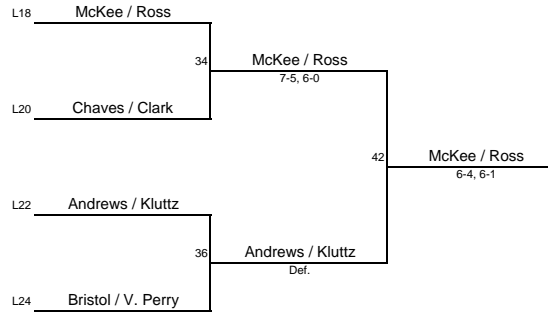 L18 McKee / Ross
34 McKee / Ross
7-5, 6-0
L20 Chaves / Clark
42 McKee / Ross
6-4, 6-1
L22 Andrews / Kluttz
36 Andrews / Kluttz
Def.
L24 Bristol / V. Perry